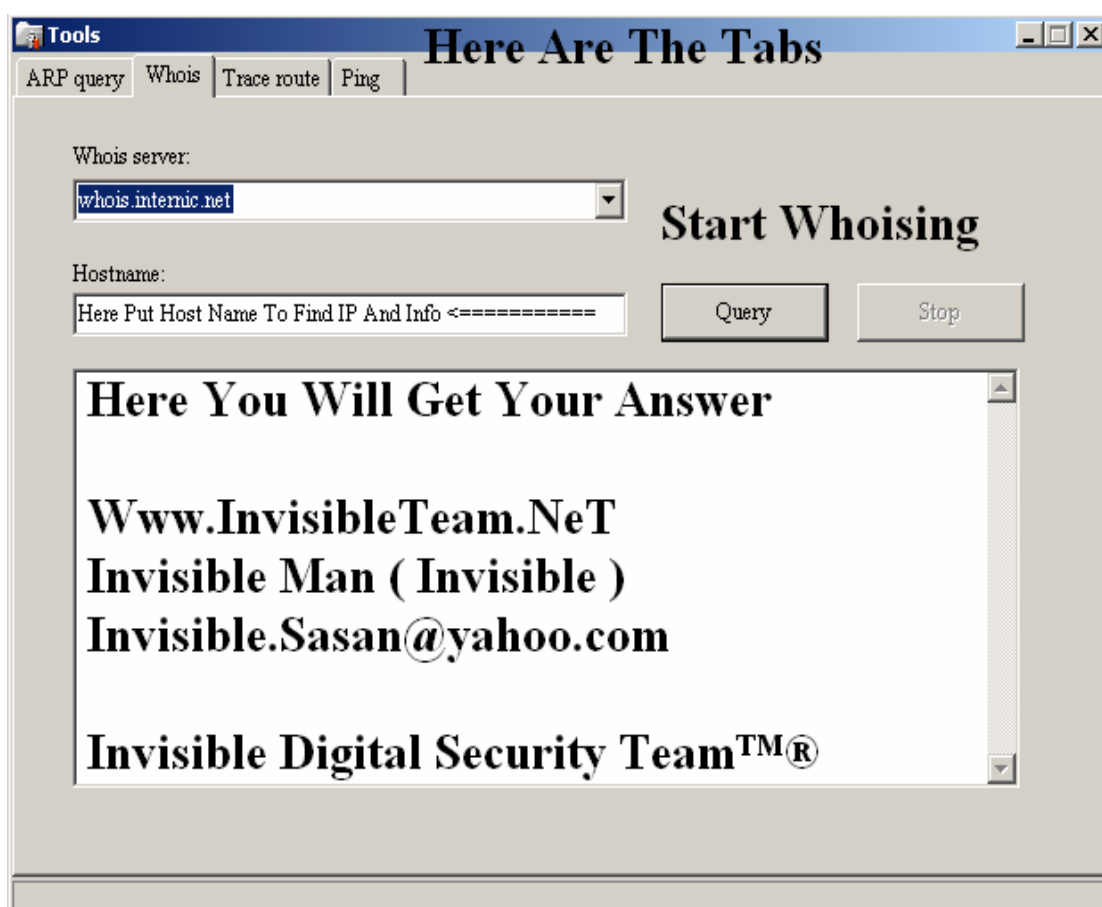 Tools
Here Are The Tabs
ARP query Whois Trace route Ping
Whois server:
whois.internic.net
Start Whoising
Hostname:
Here Put Host Name To Find IP And Info <===========
Query Stop
Here You Will Get Your Answer
Www.InvisibleTeam.NeT
Invisible Man ( Invisible )
Invisible.Sasan@yahoo.com
Invisible Digital Security Team™®